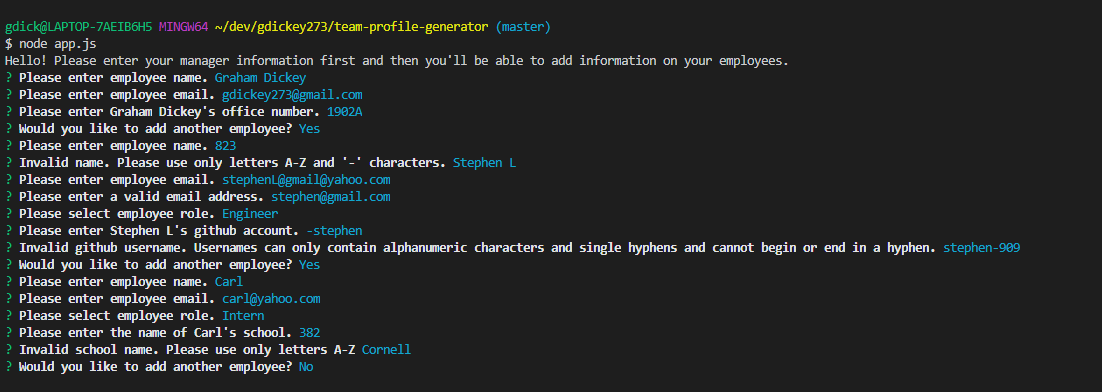 gdick@LAPTOP-7AEIB6H5 MINGW64 ~/dev/gdickey273/team-profile-generator (master)
$ node app.js
Hello! Please enter your manager information first and then you'll be able to add information on your employees.
? Please enter employee name. Graham Dickey
? Please enter employee email. gdickey273@gmail.com
? Please enter Graham Dickey's office number. 1902A
? Would you like to add another employee? Yes
? Please enter employee name. 823
? Invalid name. Please use only letters A-Z and '-' characters. Stephen L
? Please enter employee email. stephenL@gmail@yahoo.com
? Please enter a valid email address. stephen@gmail.com
? Please select employee role. Engineer
? Please enter Stephen L's github account. -stephen
? Invalid github username. Usernames can only contain alphanumeric characters and single hyphens and cannot begin or end in a hyphen. stephen-909
? Would you like to add another employee? Yes
? Please enter employee name. Carl
? Please enter employee email. carl@yahoo.com
? Please select employee role. Intern
? Please enter the name of Carl's school. 382
? Invalid school name. Please use only letters A-Z Cornell
? Would you like to add another employee? No